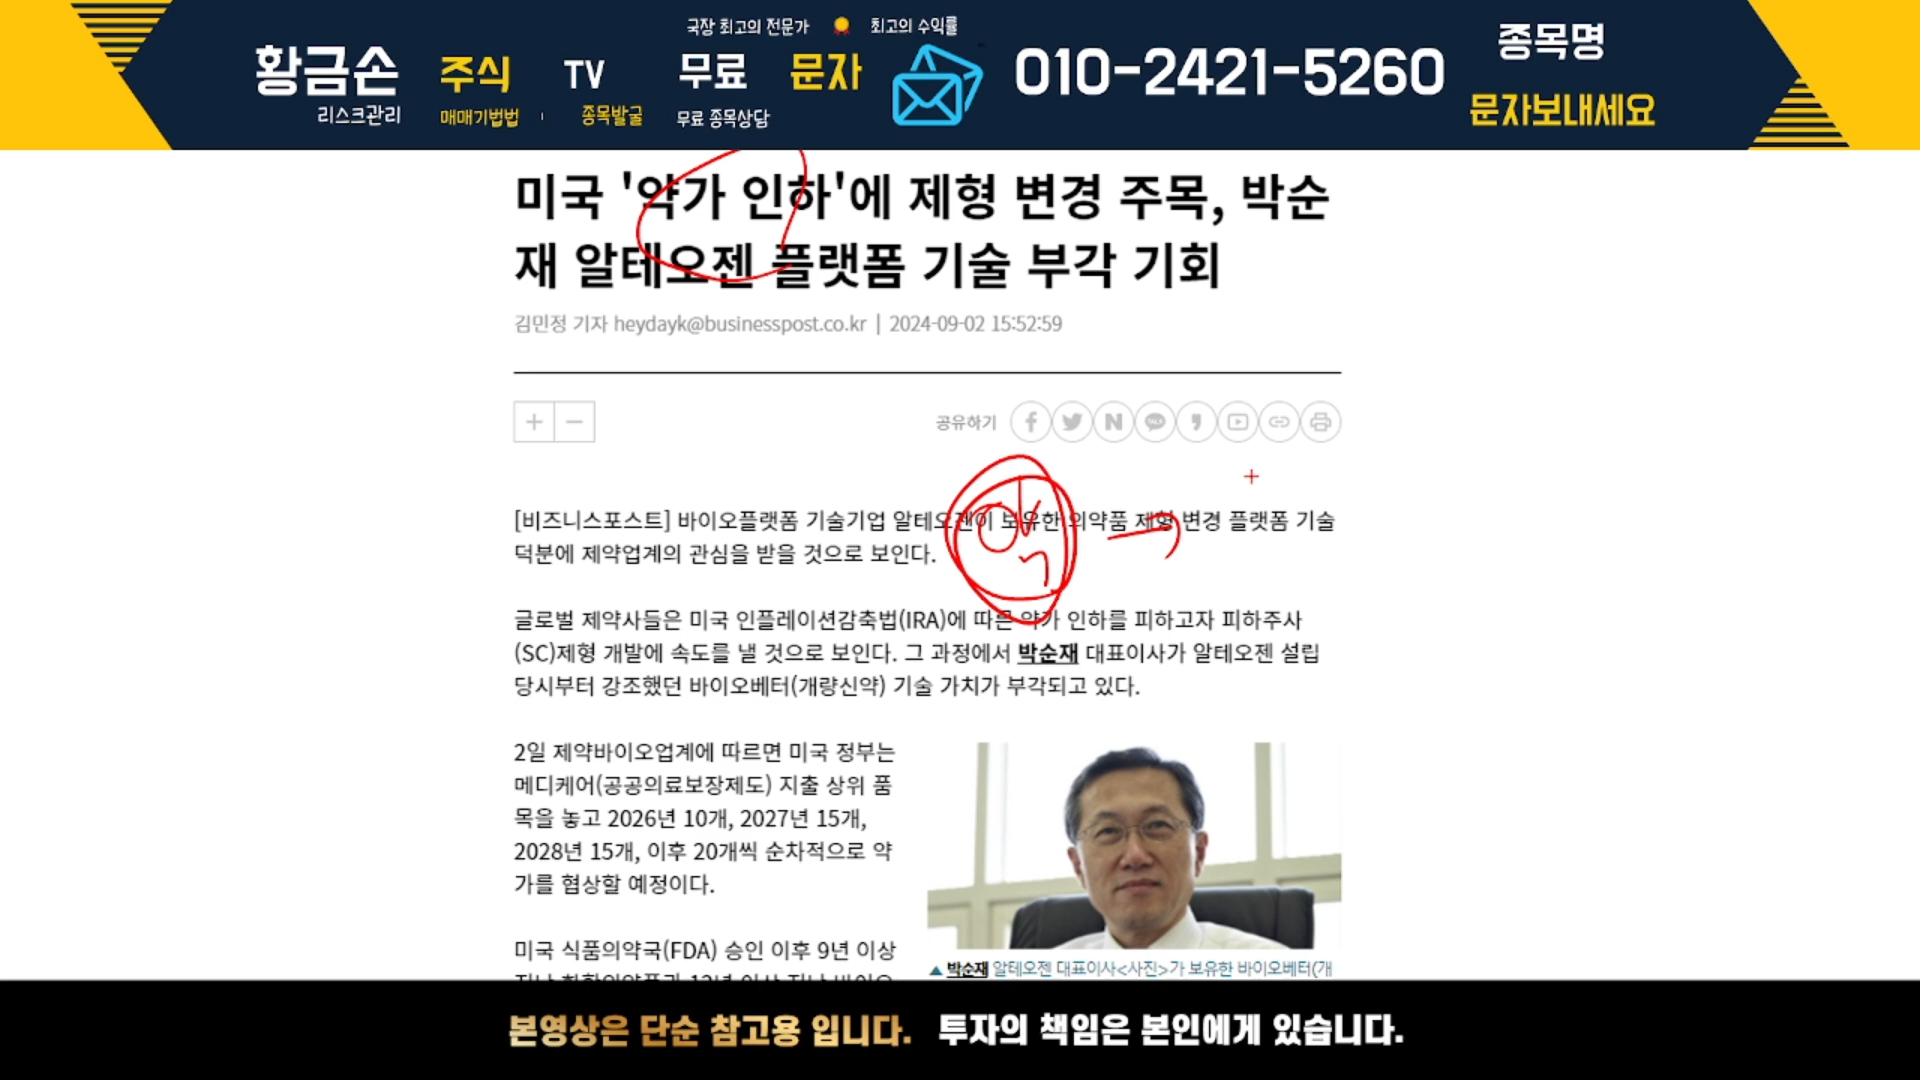 국장 최고의 전문가 최고의 수익률
황금손 주식 TV 무료 문자 010-2421-5260 종목명
리스크관리 매매기법법 종목발굴 무료 종목상담 문자보내세요
미국 '약가 인하'에 제형 변경 주목, 박순
재 알테오젠 플랫폼 기술 부각 기회
김민정 기자 heydayk@businesspost.co.kr | 2024-09-02 15:52:59
공유하기
[비즈니스포스트] 바이오플랫폼 기술기업 알테오젠이 보유한 의약품 제형 변경 플랫폼 기술
덕분에 제약업계의 관심을 받을 것으로 보인다.
약
글로벌 제약사들은 미국 인플레이션감축법(IRA)에 따른 약가 인하를 피하고자 피하주사
(SC)제형 개발에 속도를 낼 것으로 보인다. 그 과정에서 박순재 대표이사가 알테오젠 설립
당시부터 강조했던 바이오베터(개량신약) 기술 가치가 부각되고 있다.
2일 제약바이오업계에 따르면 미국 정부는
메디케어(공공의료보장제도) 지출 상위 품
목을 놓고 2026년 10개, 2027년 15개,
2028년 15개, 이후 20개씩 순차적으로 약
가를 협상할 예정이다.
미국 식품의약국(FDA) 승인 이후 9년 이상
▲ 박순재 알테오젠 대표이사<사진>가 보유한 바이오베터(개
본영상은 단순 참고용 입니다. 투자의 책임은 본인에게 있습니다.